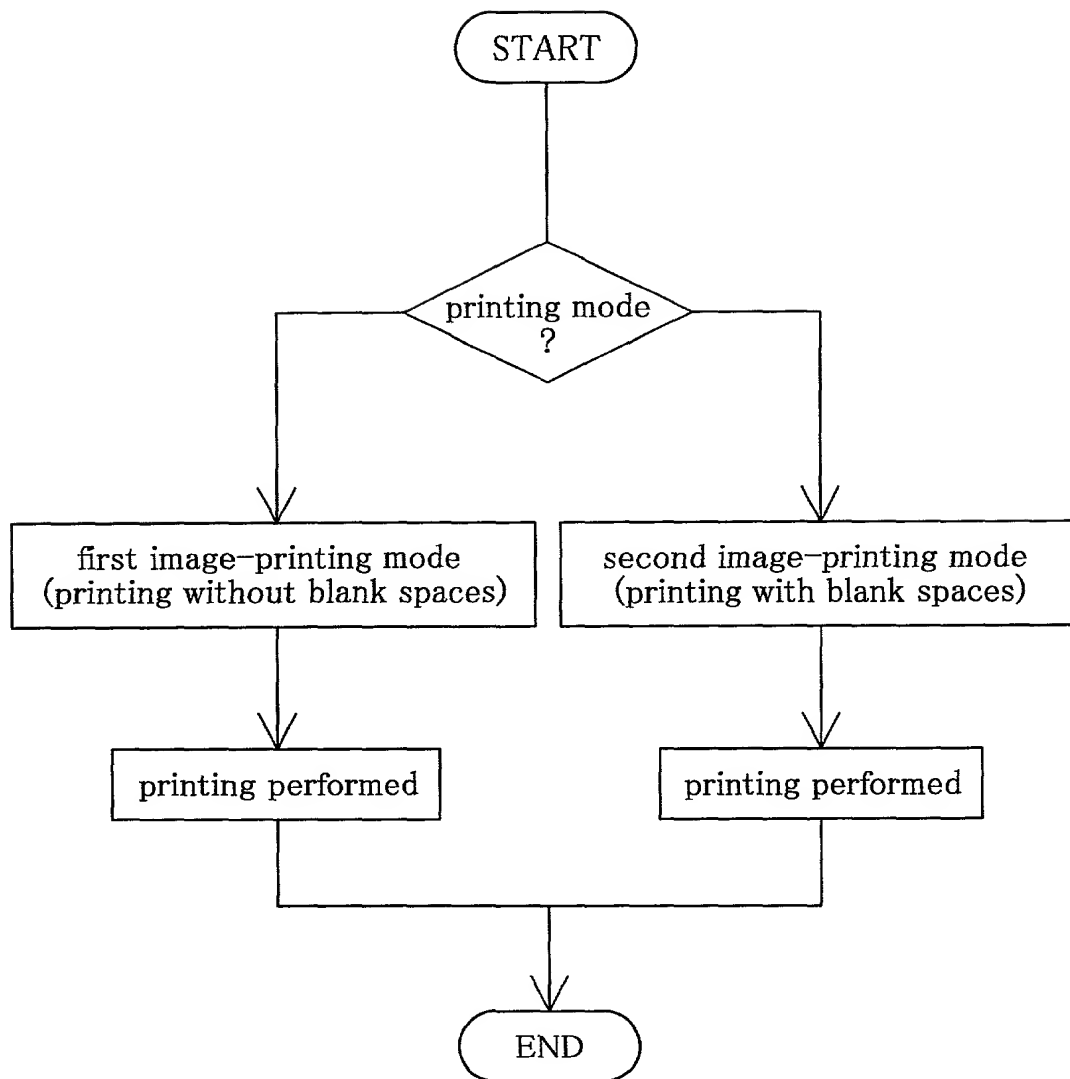 START
printing mode
?
first image-printing mode
(printing without blank spaces)
second image-printing mode
(printing with blank spaces)
printing performed
printing performed
END